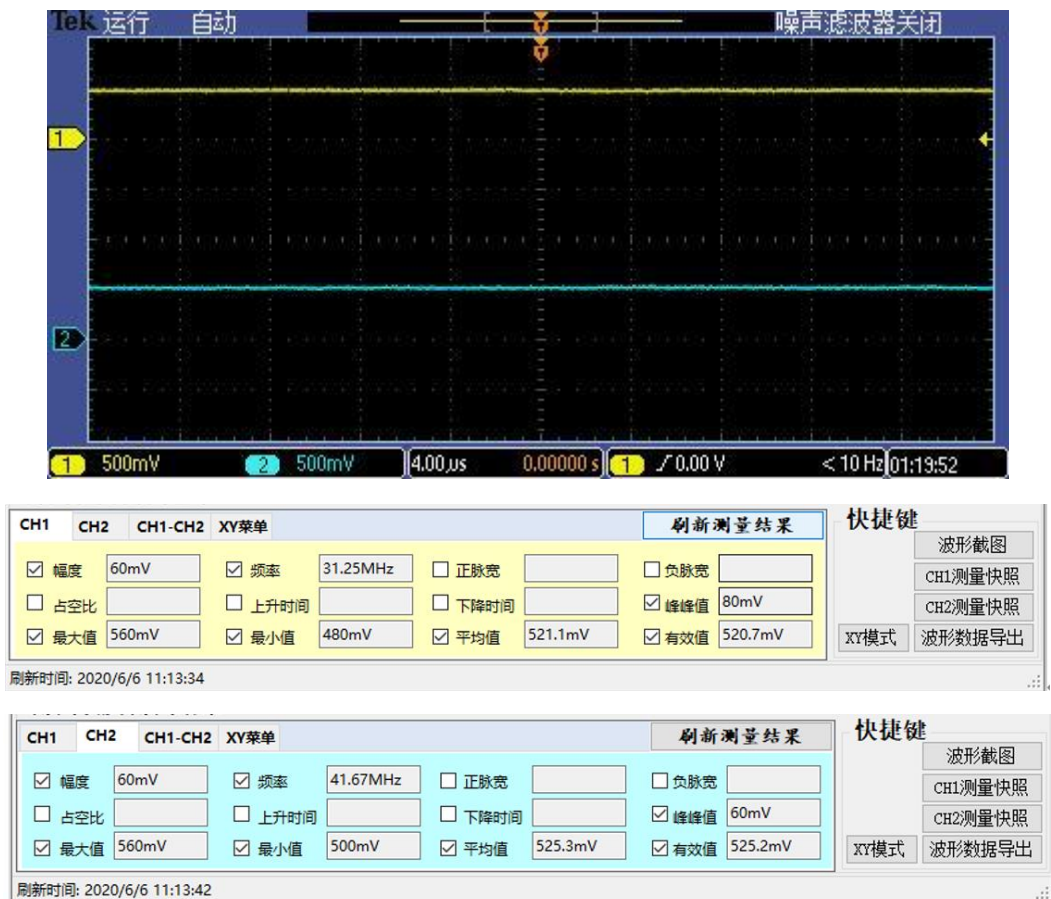 Tek 运行 自动 噪声滤波器关闭
1
2
1 500mV 2 500mV 4.00µs 0.00000 s 1 0.00 V < 10 Hz 01:19:52
CH1 CH2 CH1-CH2 XY菜单 刷新测量结果 快捷键
波形截图
幅度 60mV 频率 31.25MHz 正脉宽 负脉宽 CH1测量快照
占空比 上升时间 下降时间 峰峰值 80mV CH2测量快照
最大值 560mV 最小值 480mV 平均值 521.1mV 有效值 520.7mV XY模式 波形数据导出
刷新时间: 2020/6/6 11:13:34
CH1 CH2 CH1-CH2 XY菜单 刷新测量结果 快捷键
波形截图
幅度 60mV 频率 41.67MHz 正脉宽 负脉宽 CH1测量快照
占空比 上升时间 下降时间 峰峰值 60mV CH2测量快照
最大值 560mV 最小值 500mV 平均值 525.3mV 有效值 525.2mV XY模式 波形数据导出
刷新时间: 2020/6/6 11:13:42